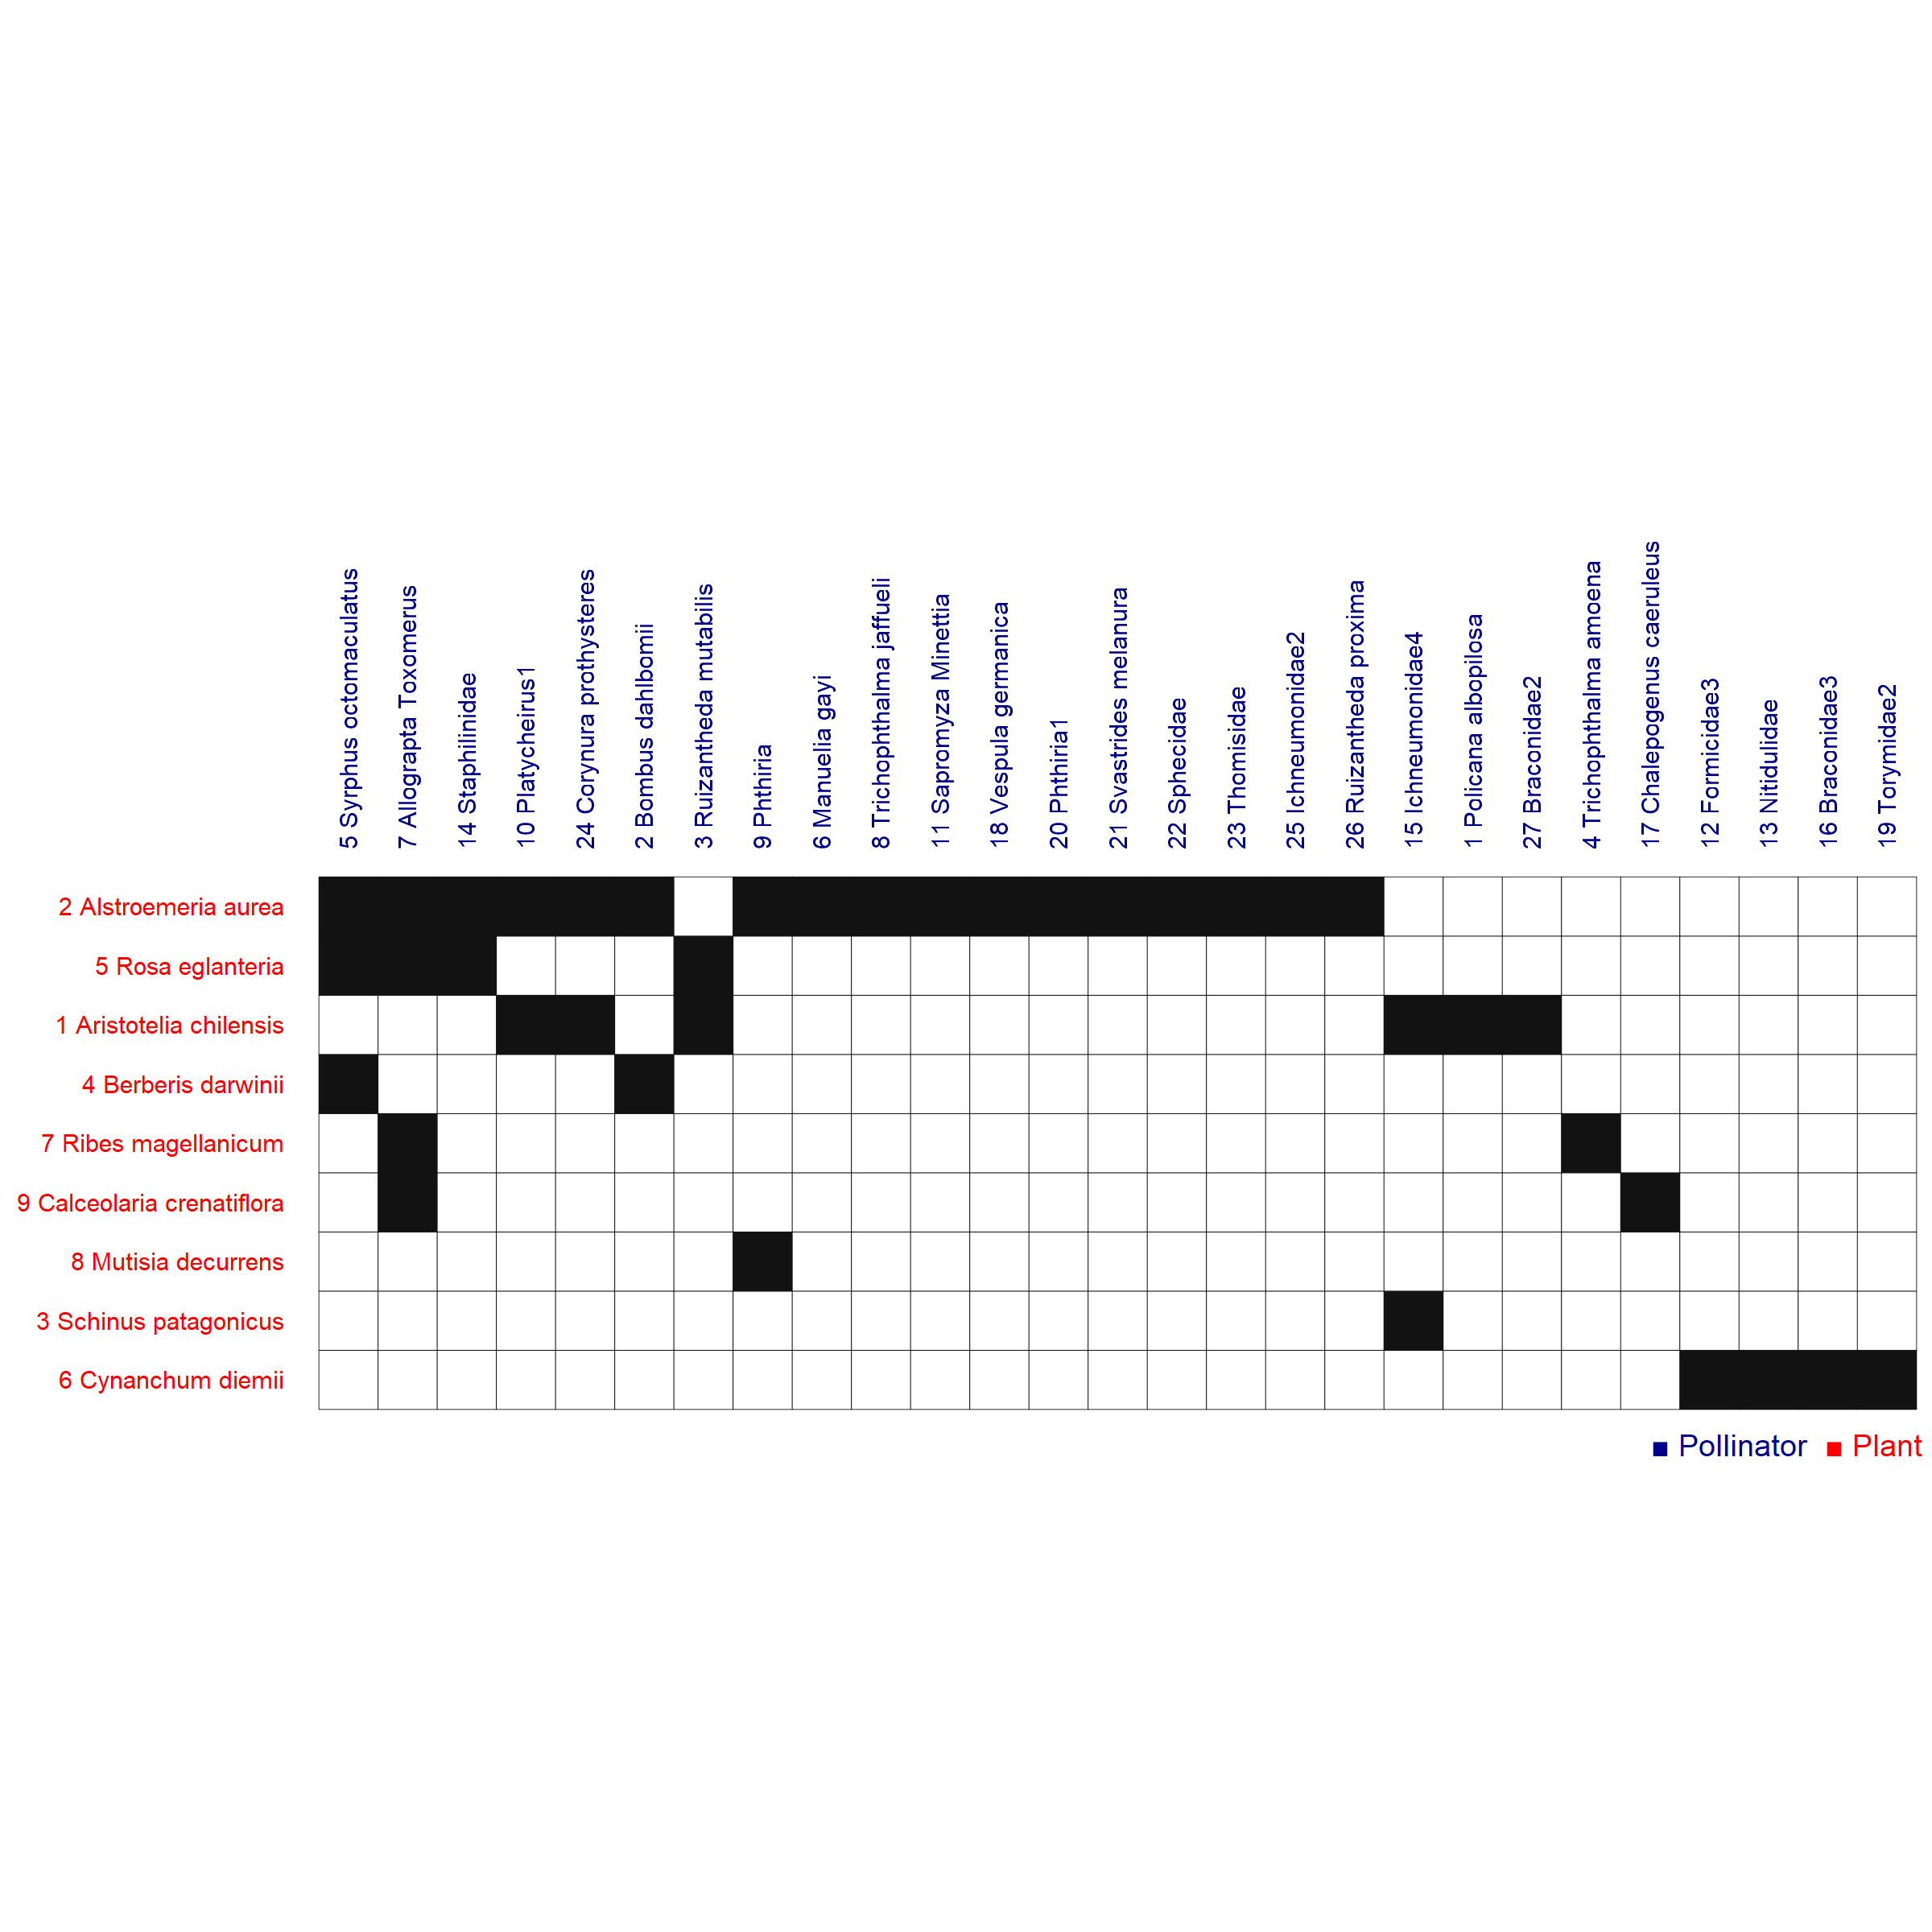 5 Syrphus octomaculatus
7 Allograpta Toxomerus
14 Staphilinidae
10 Platycheirus1
24 Corynura prothysteres
2 Bombus dahlbomii
3 Ruizantheda mutabilis
9 Phthiria
6 Manuelia gayi
8 Trichophthalma jaffueli
11 Sapromyza Minettia
18 Vespula germanica
20 Phthiria1
21 Svastrides melanura
22 Sphecidae
23 Thomisidae
25 Ichneumonidae2
26 Ruizantheda proxima
15 Ichneumonidae4
1 Policana albopilosa
27 Braconidae2
4 Trichophthalma amoena
17 Chalepogenus caeruleus
12 Formicidae3
13 Nitidulidae
16 Braconidae3
19 Torymidae2
2 Alstroemeria aurea
5 Rosa eglanteria
1 Aristotelia chilensis
4 Berberis darwinii
7 Ribes magellanicum
9 Calceolaria crenatiflora
8 Mutisia decurrens
3 Schinus patagonicus
6 Cynanchum diemii
Pollinator Plant